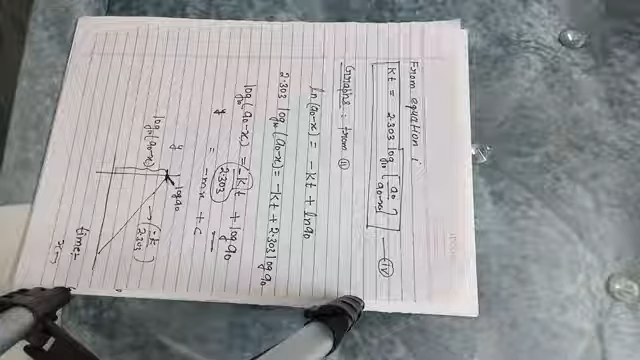 From equation i
Kt = 2.303 log₁₀ [a₀ / a₀-x] — (iv)
Graphs : from (ii)
ln(a₀-x) = -Kt + ln a₀
2.303 log₁₀(a₀-x) = -Kt + 2.303 log a₀
log₁₀(a₀-x) = -Kt / 2.303 + log a₀
y = -mx + c
y
log a₀
log₁₀(a₀-x)
→ (-K / 2.303)
time t
x →